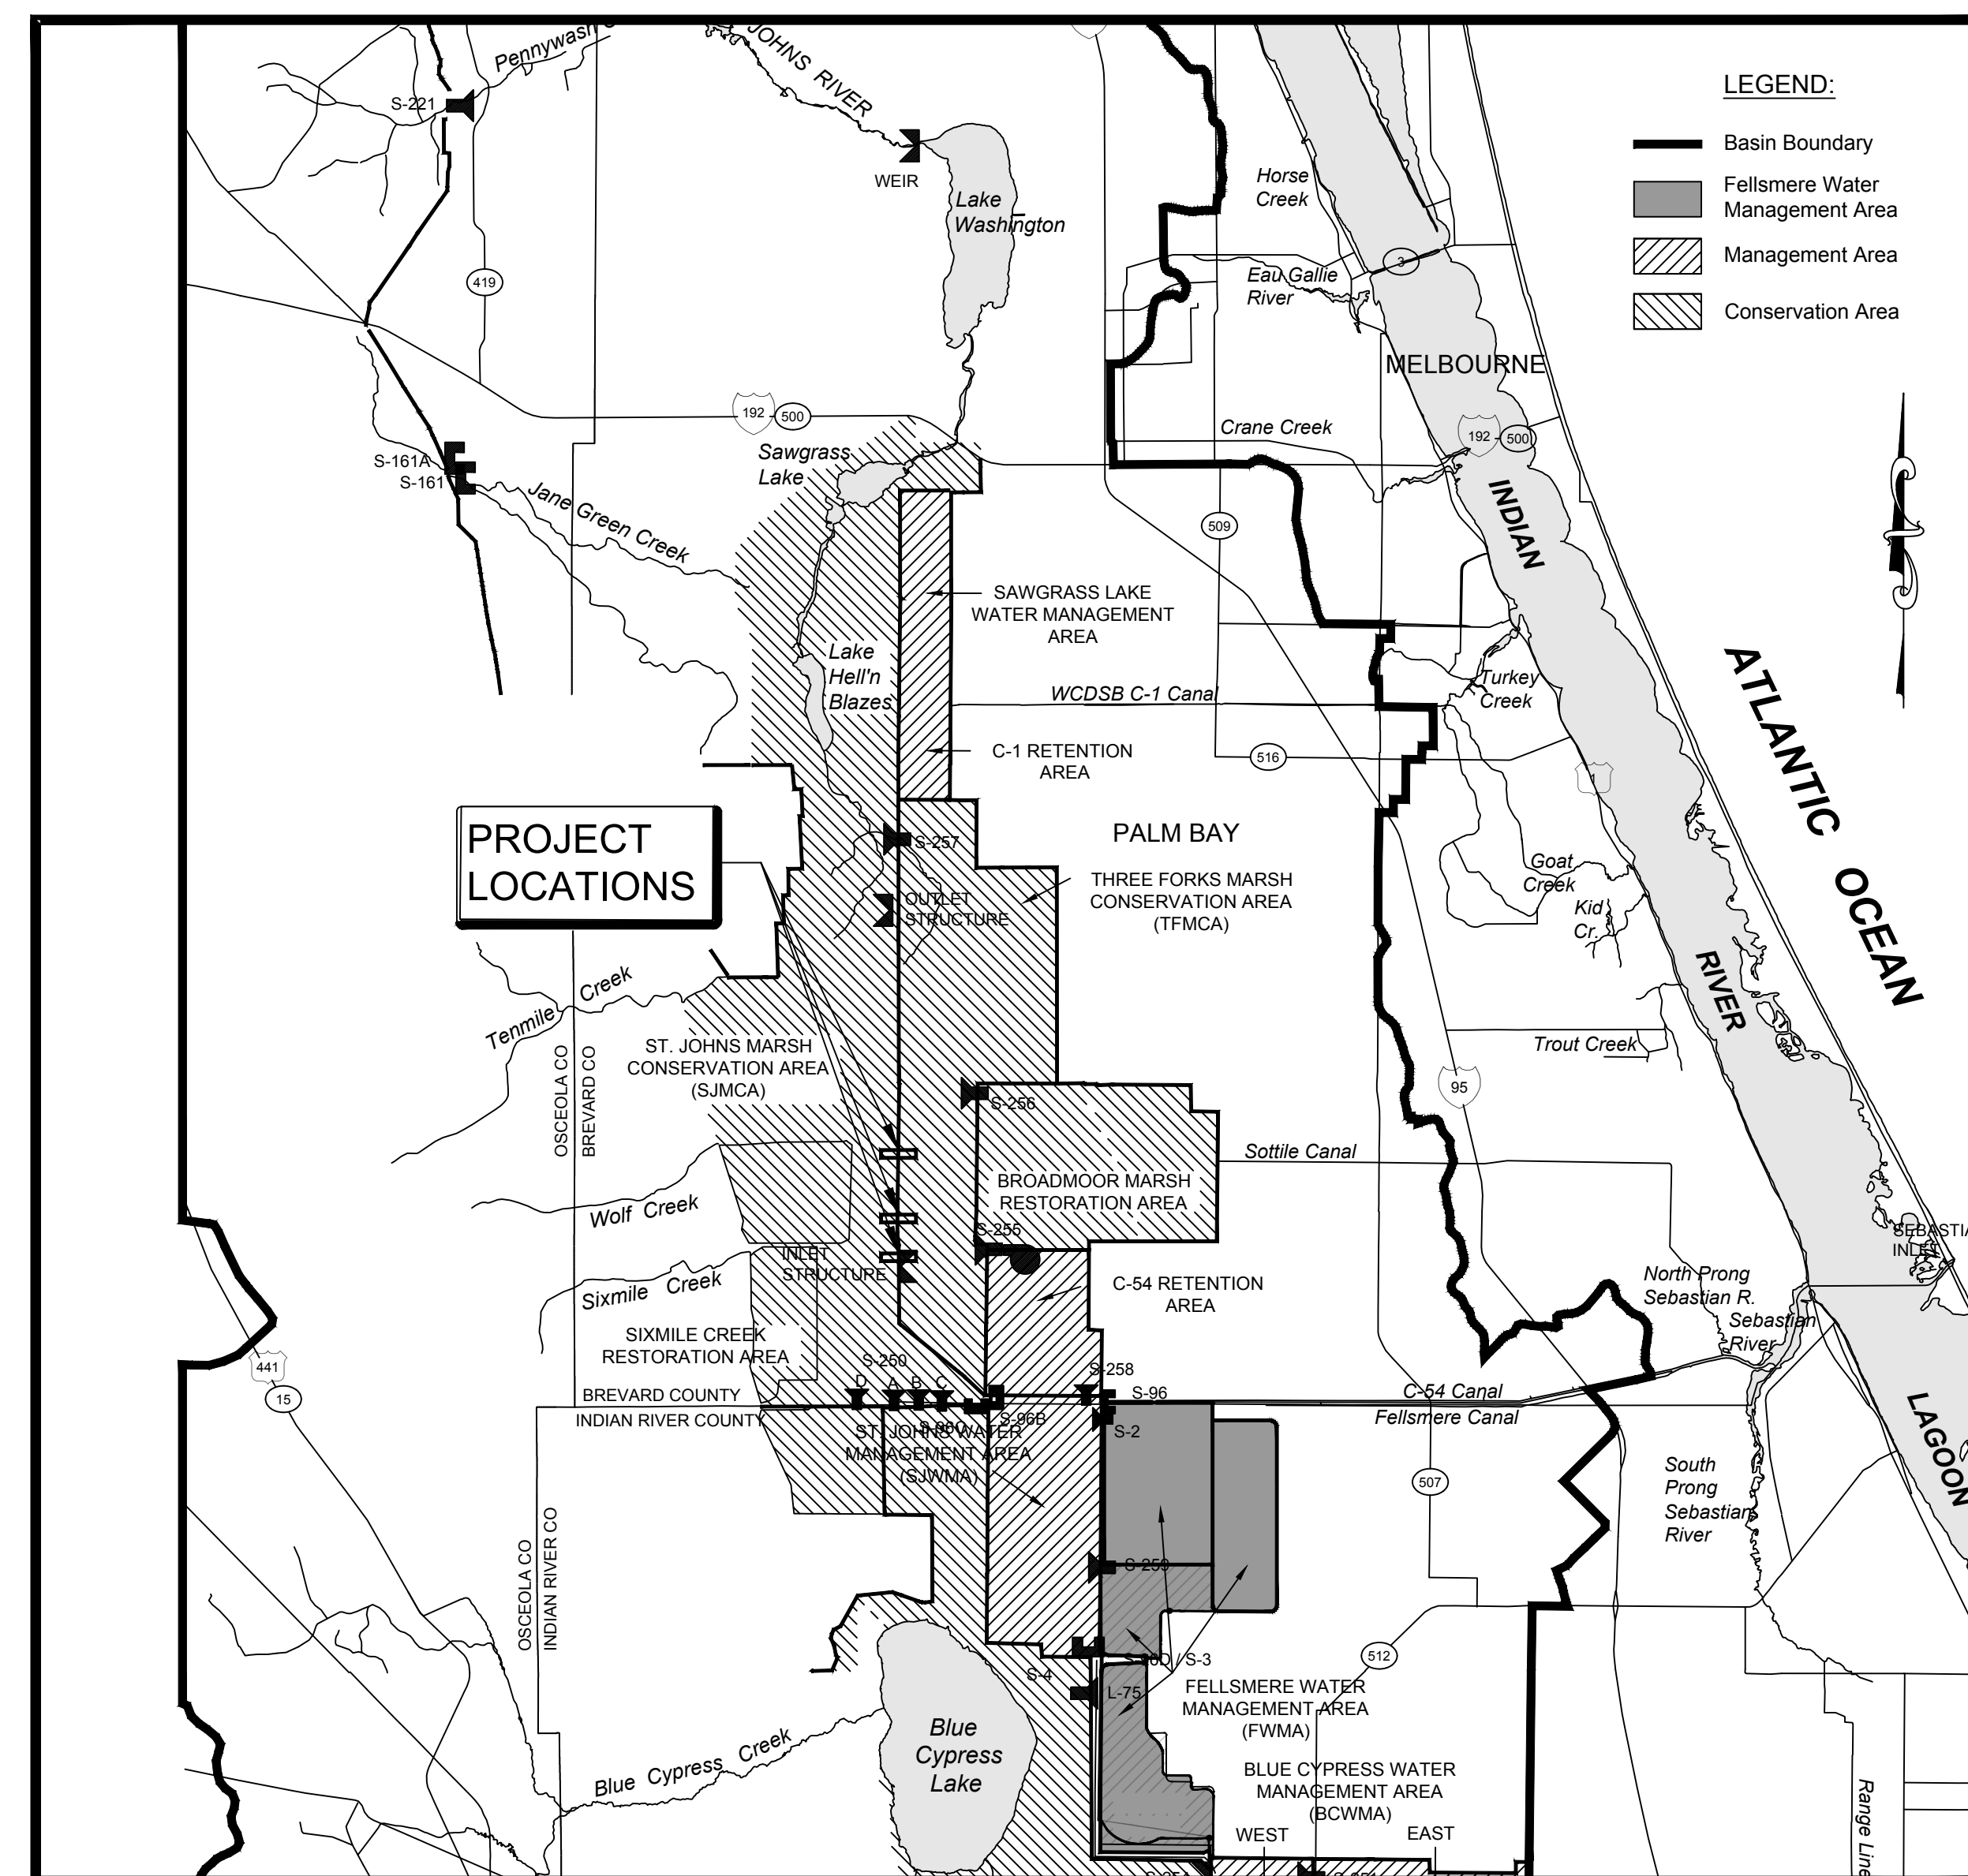 Pennywash
JOHNS RIVER
S-221
WEIR
Lake
Washington
419
Horse
Creek
Eau Gallie
River
3
LEGEND:
Basin Boundary
Fellsmere Water
Management Area
Management Area
Conservation Area
MELBOURNE
192
500
Crane Creek
192
500
S-161A
S-161
Sawgrass
Lake
Jane Green Creek
509
INDIAN
SAWGRASS LAKE
WATER MANAGEMENT
AREA
Lake
Hell'n
Blazes
WCDSB C-1 Canal
Turkey
Creek
ATLANTIC OCEAN
C-1 RETENTION
AREA
516
1
PROJECT
LOCATIONS
S-257
PALM BAY
OUTLET
STRUCTURE
THREE FORKS MARSH
CONSERVATION AREA
(TFMCA)
Goat
Creek
Kid
Cr.
RIVER
Tenmile Creek
OSCEOLA CO
BREVARD CO
ST. JOHNS MARSH
CONSERVATION AREA
(SJMCA)
Trout Creek
95
S-256
Sottile Canal
BROADMOOR MARSH
RESTORATION AREA
Wolf Creek
S-255
INLET
STRUCTURE
Sixmile Creek
C-54 RETENTION
AREA
INLET
North Prong
Sebastian R.
Sebastian
River
SIXMILE CREEK
RESTORATION AREA
S-250
D
A
B
C
S-258
S-96
441
15
BREVARD COUNTY
INDIAN RIVER COUNTY
C-54 Canal
Fellsmere Canal
S-96B
S-2
ST. JOHNS WATER
MANAGEMENT AREA
(SJWMA)
LAGOON
507
South
Prong
Sebastian
River
OSCEOLA CO
INDIAN RIVER CO
S-259
512
S-96D / S-3
S-4
L-75
FELLSMERE WATER
MANAGEMENT AREA
(FWMA)
Blue
Cypress
Lake
Blue Cypress Creek
BLUE CYPRESS WATER
MANAGEMENT AREA
(BCWMA)
WEST
EAST
Range Line